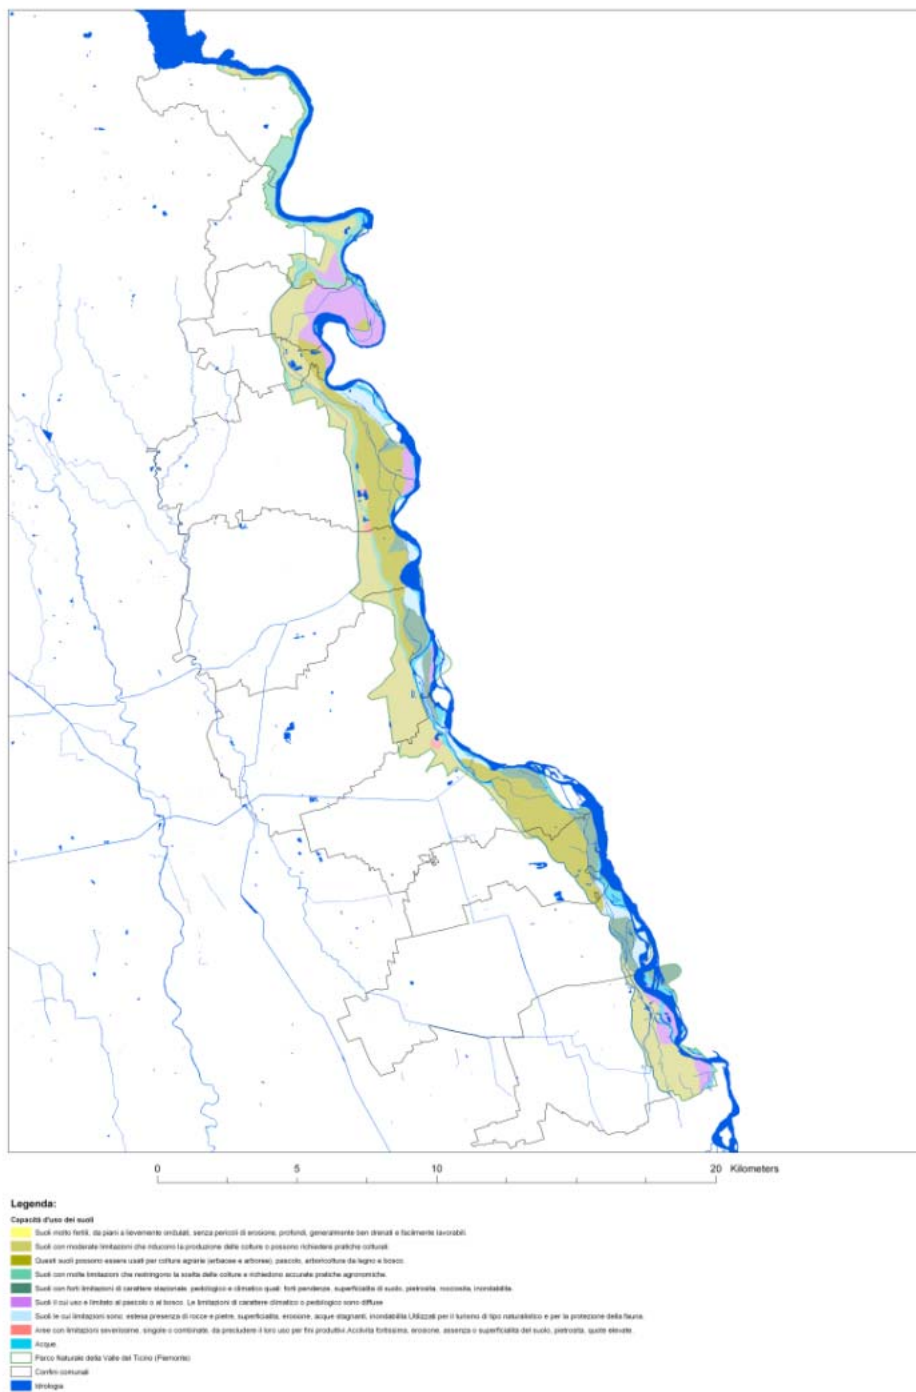 0 5 10 20 Kilometers
Legenda:
Capacità d'uso dei suoli
Suoli molto fertili, da piani a lievemente ondulati, senza pericoli di erosione, profondi, generalmente ben drenati e facilmente lavorabili.
Suoli con moderate limitazioni che riducono la produzione delle colture o possono richiedere pratiche colturali.
Questi suoli possono essere usati per colture agrarie (erbacee e arboree), pascolo, arboricoltura da legno e bosco.
Suoli con molte limitazioni che restringono la scelta delle colture e richiedono accurate pratiche agronomiche.
Suoli con forti limitazioni di carattere stazionale, pedologico e climatico quali: forti pendenze, superficialità di suolo, pietrosità, rocciosità, inondabilità.
Suoli il cui uso è limitato al pascolo o al bosco. Le limitazioni di carattere climatico o pedologico sono diffuse
Suoli le cui limitazioni sono: estesa presenza di rocce e pietre, superficialità, erosione, acque stagnanti, inondabilità.Utilizzati per il turismo di tipo naturalistico e per la protezione della fauna.
Aree con limitazioni severissime, singole o combinate, da precludere il loro uso per fini produttivi.Acclività fortissima, erosione, assenza o superficialità del suolo, pietrosità, quote elevate.
Acque.
Parco Naturale della Valle del Ticino (Piemonte)
Confini comunali
Idrologia